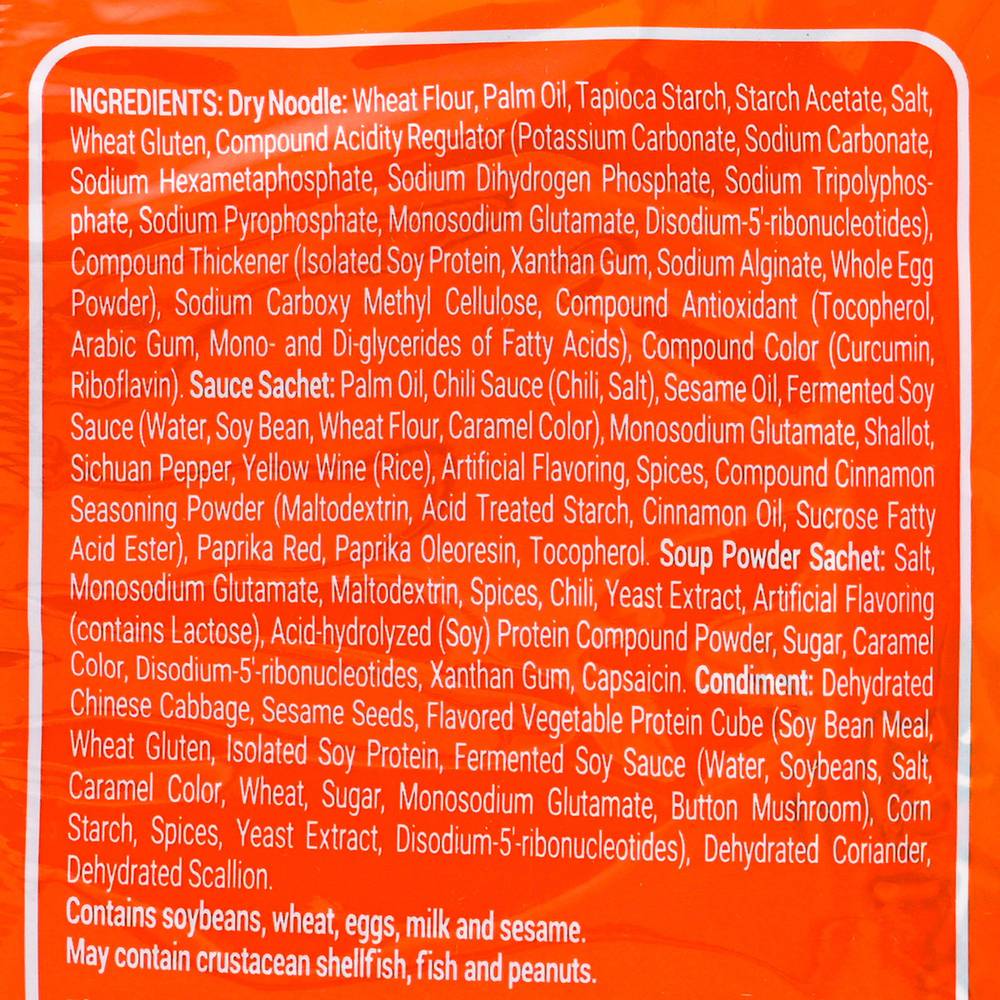 INGREDIENTS: Dry Noodle: Wheat Flour, Palm Oil, Tapioca Starch, Starch Acetate, Salt,
Wheat Gluten, Compound Acidity Regulator (Potassium Carbonate, Sodium Carbonate,
Sodium Hexametaphosphate, Sodium Dihydrogen Phosphate, Sodium Tripolyphos-
phate, Sodium Pyrophosphate, Monosodium Glutamate, Disodium-5'-ribonucleotides),
Compound Thickener (Isolated Soy Protein, Xanthan Gum, Sodium Alginate, Whole Egg
Powder), Sodium Carboxy Methyl Cellulose, Compound Antioxidant (Tocopherol,
Arabic Gum, Mono- and Di-glycerides of Fatty Acids), Compound Color (Curcumin,
Riboflavin). Sauce Sachet: Palm Oil, Chili Sauce (Chili, Salt), Sesame Oil, Fermented Soy
Sauce (Water, Soy Bean, Wheat Flour, Caramel Color), Monosodium Glutamate, Shallot,
Sichuan Pepper, Yellow Wine (Rice), Artificial Flavoring, Spices, Compound Cinnamon
Seasoning Powder (Maltodextrin, Acid Treated Starch, Cinnamon Oil, Sucrose Fatty
Acid Ester), Paprika Red, Paprika Oleoresin, Tocopherol. Soup Powder Sachet: Salt,
Monosodium Glutamate, Maltodextrin, Spices, Chili, Yeast Extract, Artificial Flavoring
(contains Lactose), Acid-hydrolyzed (Soy) Protein Compound Powder, Sugar, Caramel
Color, Disodium-5'-ribonucleotides, Xanthan Gum, Capsaicin. Condiment: Dehydrated
Chinese Cabbage, Sesame Seeds, Flavored Vegetable Protein Cube (Soy Bean Meal,
Wheat Gluten, Isolated Soy Protein, Fermented Soy Sauce (Water, Soybeans, Salt,
Caramel Color, Wheat, Sugar, Monosodium Glutamate, Button Mushroom), Corn
Starch, Spices, Yeast Extract, Disodium-5'-ribonucleotides), Dehydrated Coriander,
Dehydrated Scallion.
Contains soybeans, wheat, eggs, milk and sesame.
May contain crustacean shellfish, fish and peanuts.